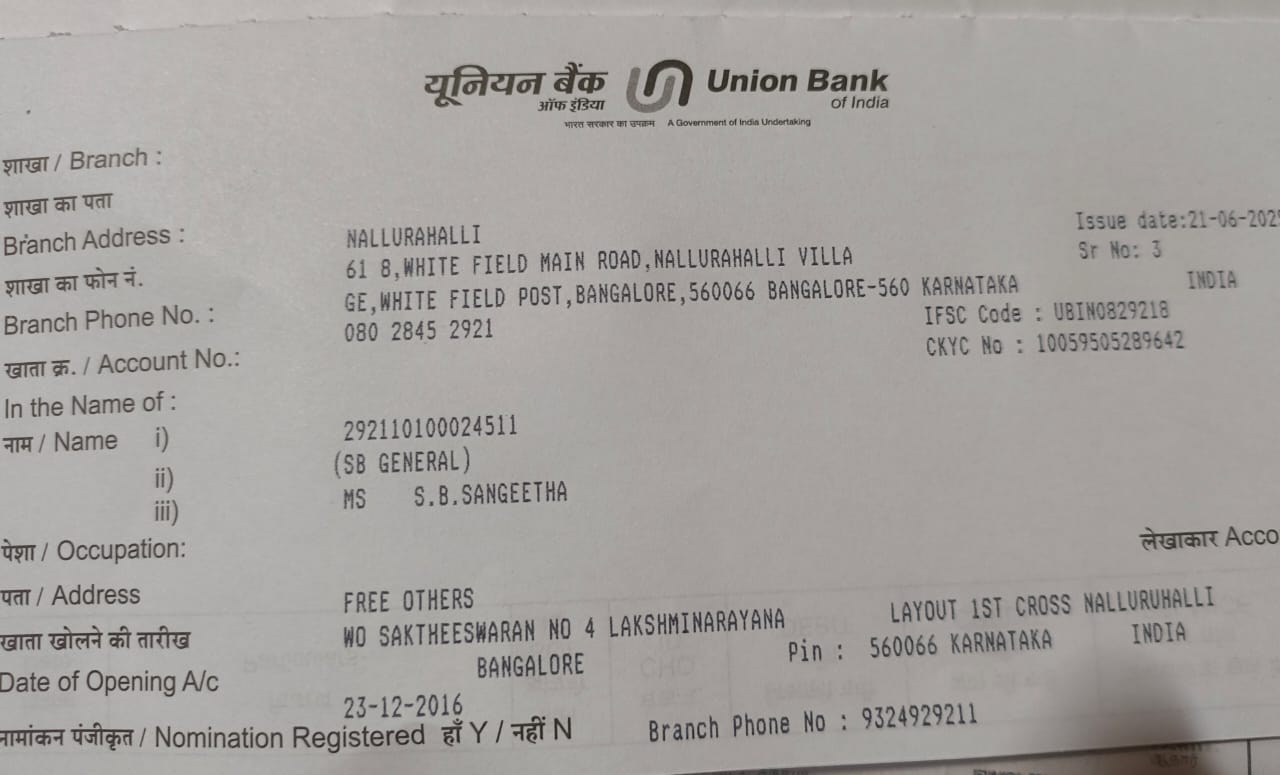 यूनियन बैंक Union Bank
ऑफ इंडिया of India
भारत सरकार का उपक्रम A Government of India Undertaking
शाखा / Branch :
शाखा का पता
Branch Address :
NALLURAHALLI
Issue date:21-06-202
61 8,WHITE FIELD MAIN ROAD,NALLURAHALLI VILLA
Sr No: 3
शाखा का फोन नं.
GE,WHITE FIELD POST,BANGALORE,560066 BANGALORE-560 KARNATAKA INDIA
Branch Phone No. :
080 2845 2921
IFSC Code : UBIN0829218
CKYC No : 10059505289642
खाता क्र. / Account No.:
In the Name of :
292110100024511
नाम / Name i)
(SB GENERAL)
ii)
MS S.B.SANGEETHA
iii)
पेशा / Occupation:
लेखाकार Acco
पता / Address
FREE OTHERS
खाता खोलने की तारीख
WO SAKTHEESWARAN NO 4 LAKSHMINARAYANA LAYOUT 1ST CROSS NALLURUHALLI
BANGALORE Pin : 560066 KARNATAKA INDIA
Date of Opening A/c
23-12-2016
नामांकन पंजीकृत / Nomination Registered हाँ Y / नहीं N
Branch Phone No : 9324929211